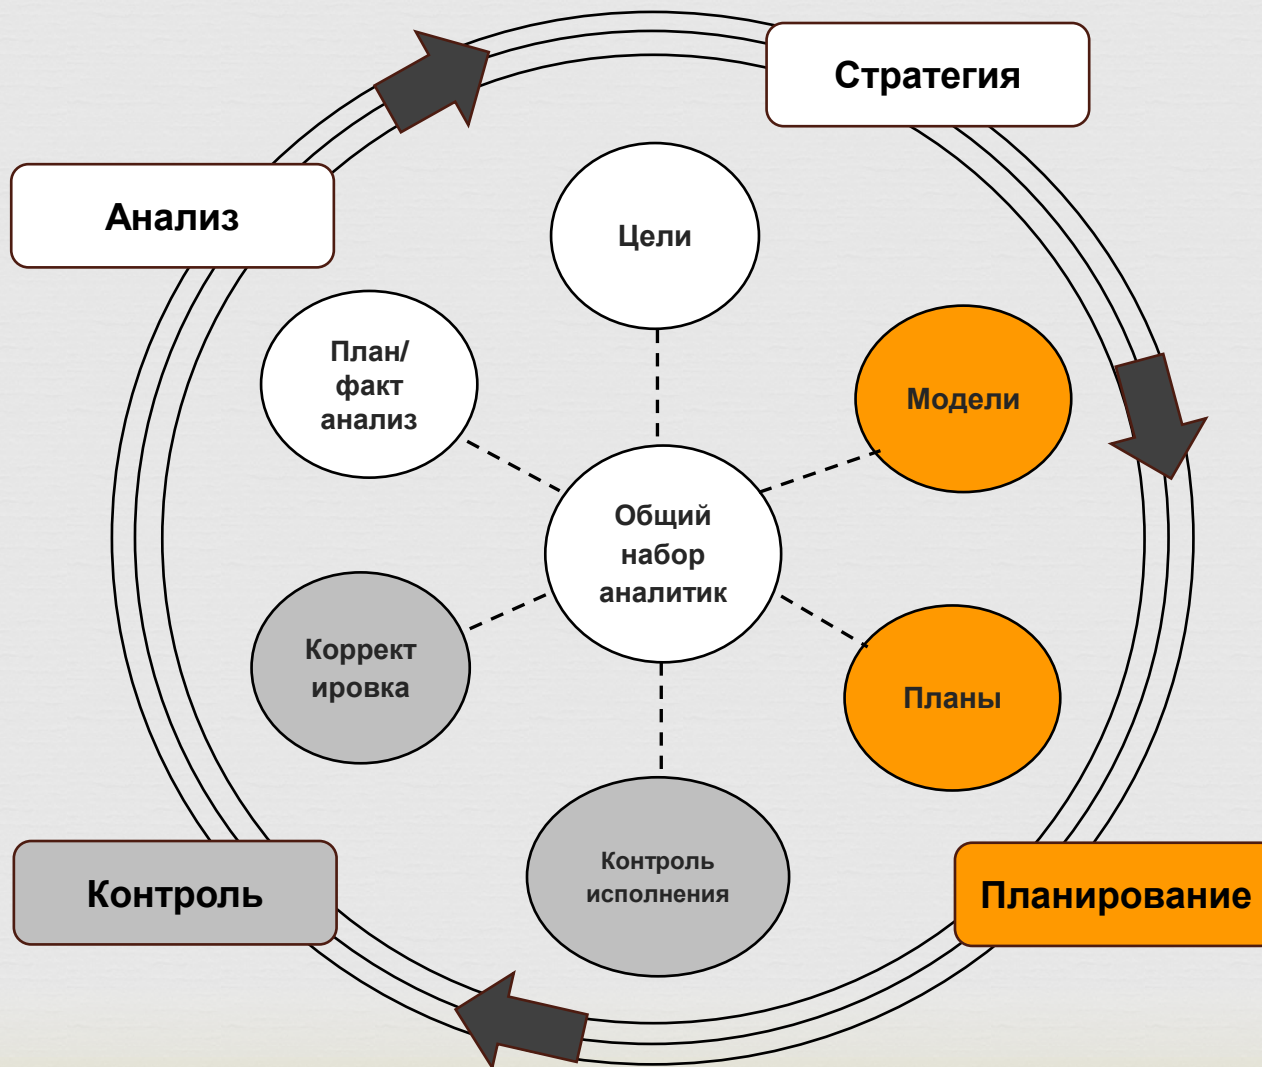 Стратегия
Анализ
Цели
План/
факт
анализ
Модели
Общий
набор
аналитик
Коррект
ировка
Планы
Контроль
исполнения
Контроль
Планирование